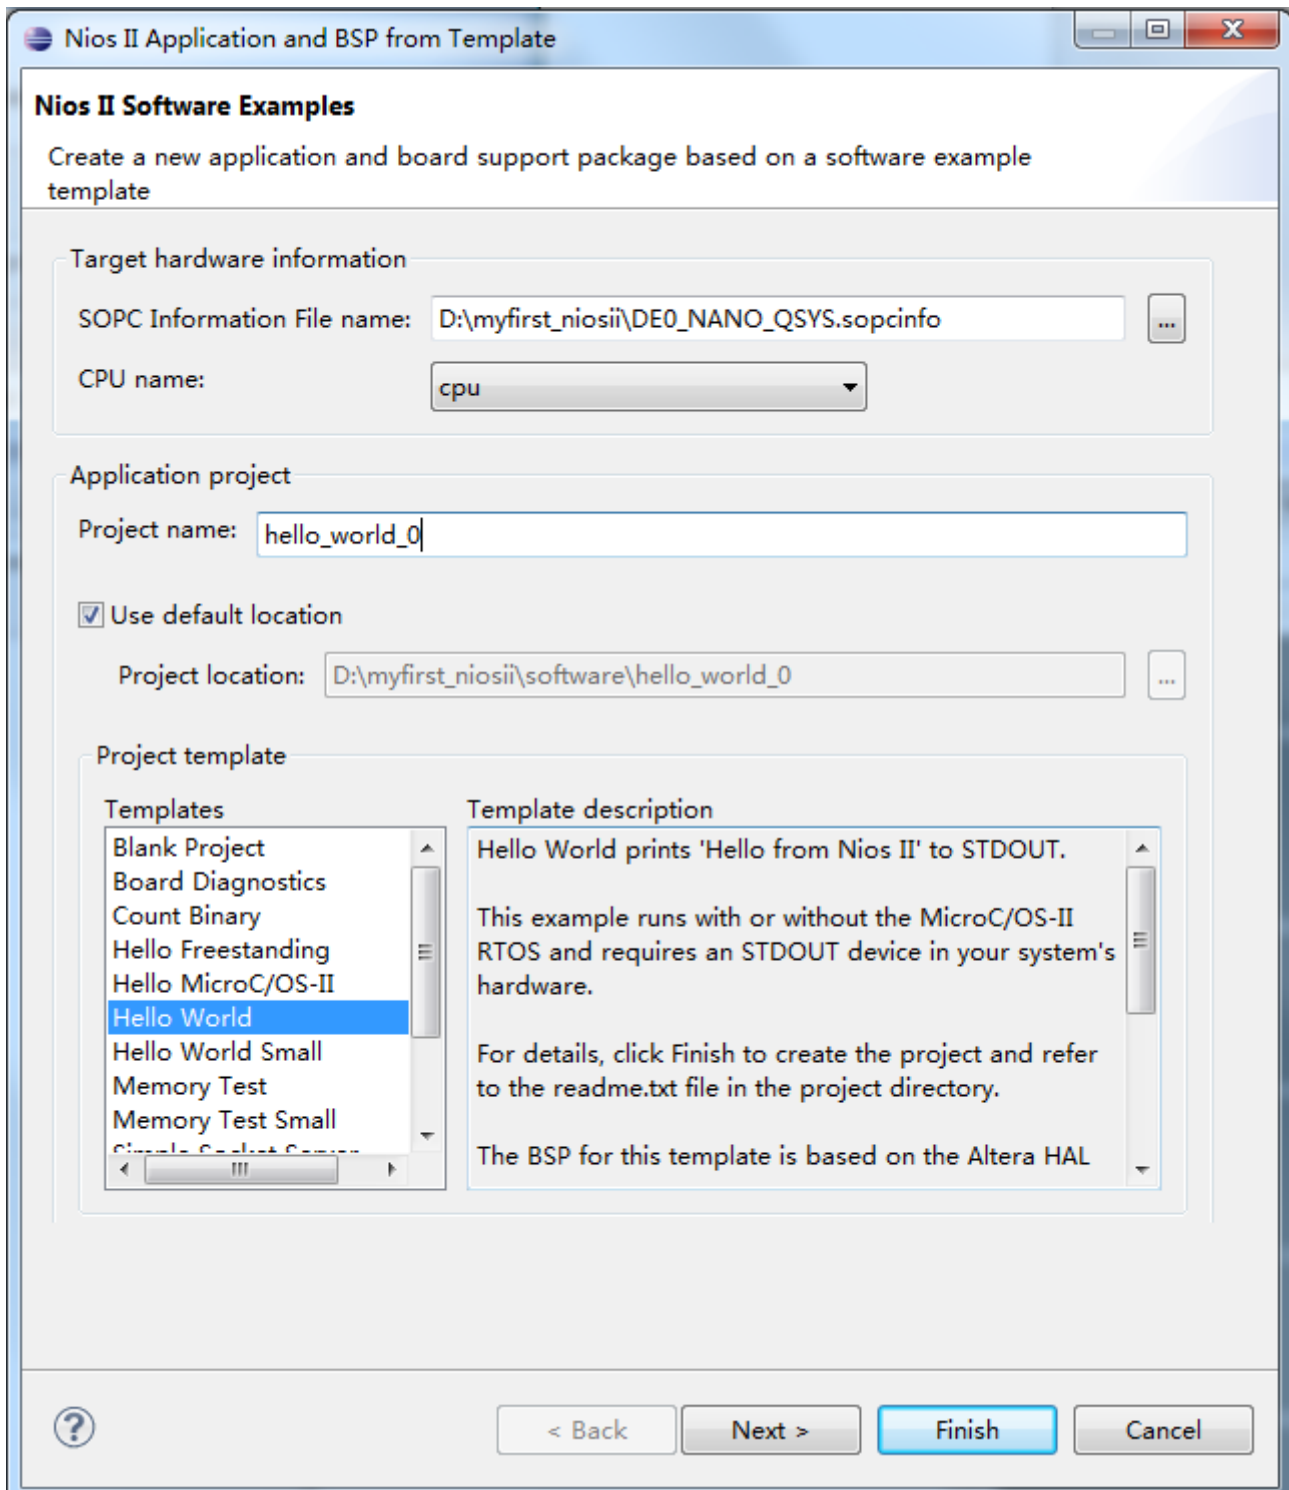 Nios II Application and BSP from Template
Nios II Software Examples
Create a new application and board support package based on a software example
template
Target hardware information
SOPC Information File name:
D:\myfirst_niosii\DE0_NANO_QSYS.sopcinfo
...
CPU name:
cpu
Application project
Project name:
hello_world_0
Use default location
Project location:
D:\myfirst_niosii\software\hello_world_0
...
Project template
Templates
Blank Project
Board Diagnostics
Count Binary
Hello Freestanding
Hello MicroC/OS-II
Hello World
Hello World Small
Memory Test
Memory Test Small
Simple Socket Server
Template description
Hello World prints 'Hello from Nios II' to STDOUT.
This example runs with or without the MicroC/OS-II
RTOS and requires an STDOUT device in your system's
hardware.
For details, click Finish to create the project and refer
to the readme.txt file in the project directory.
The BSP for this template is based on the Altera HAL
?
< Back
Next >
Finish
Cancel